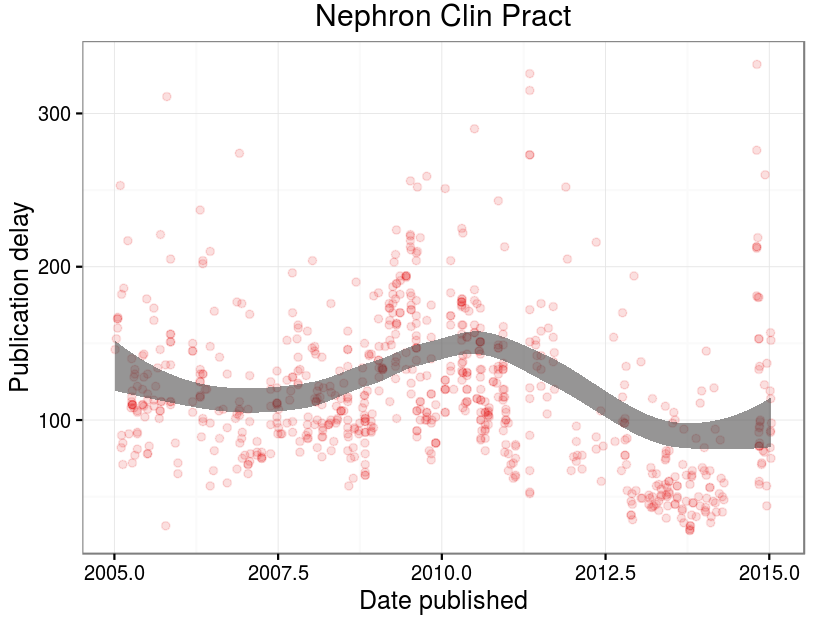 Nephron Clin Pract
Publication delay
300
200
100
2005.0 2007.5 2010.0 2012.5 2015.0
Date published